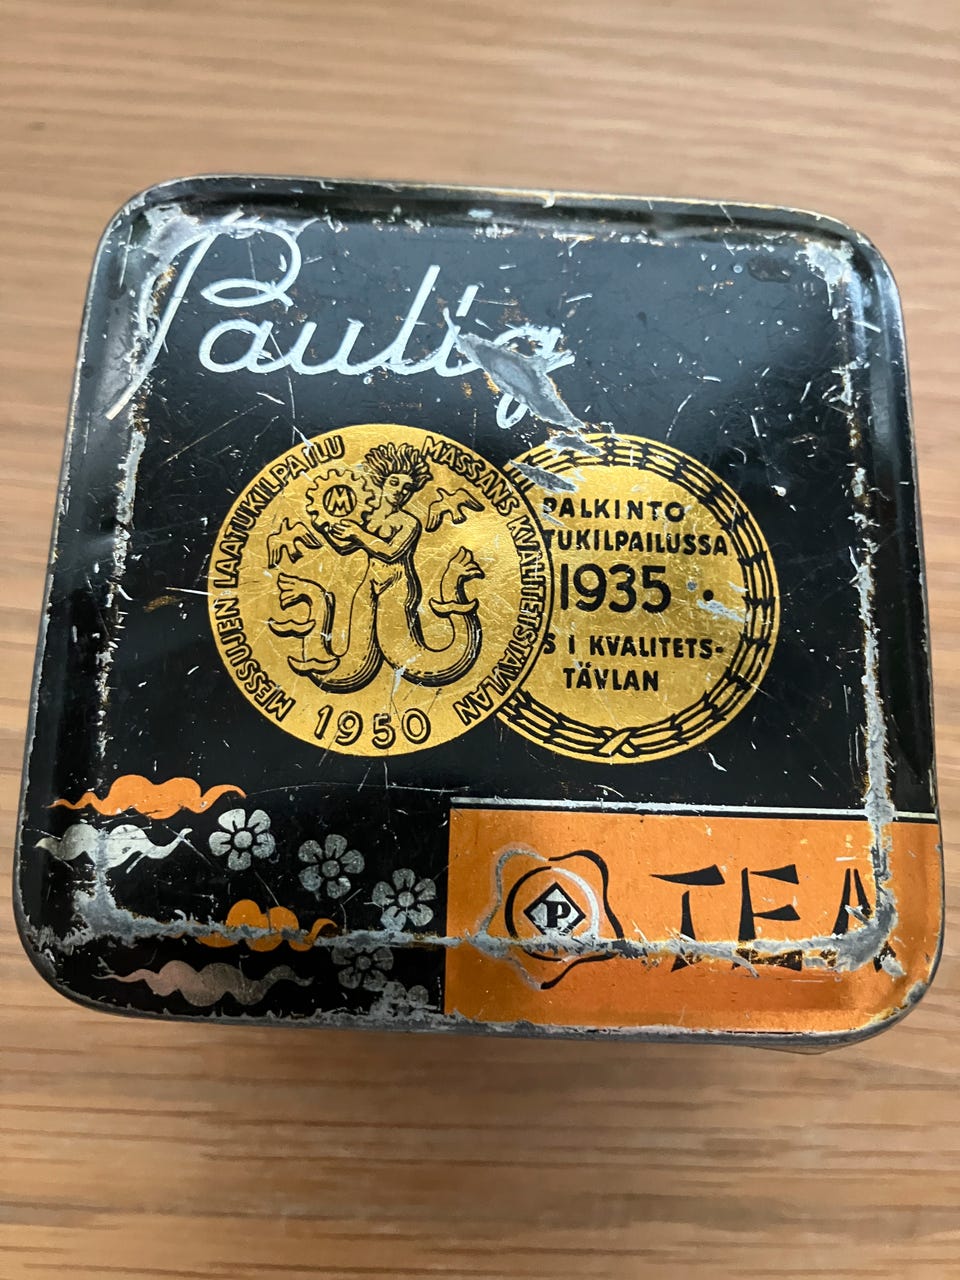 Paulig
MESSUJEN LAATUKILPAILU
MÄSSANS KVALITETSTÄVLAN
M
1950
PALKINTO
TUKILPAILUSSA
1935
S I KVALITETS-
TÄVLAN
P
TEA